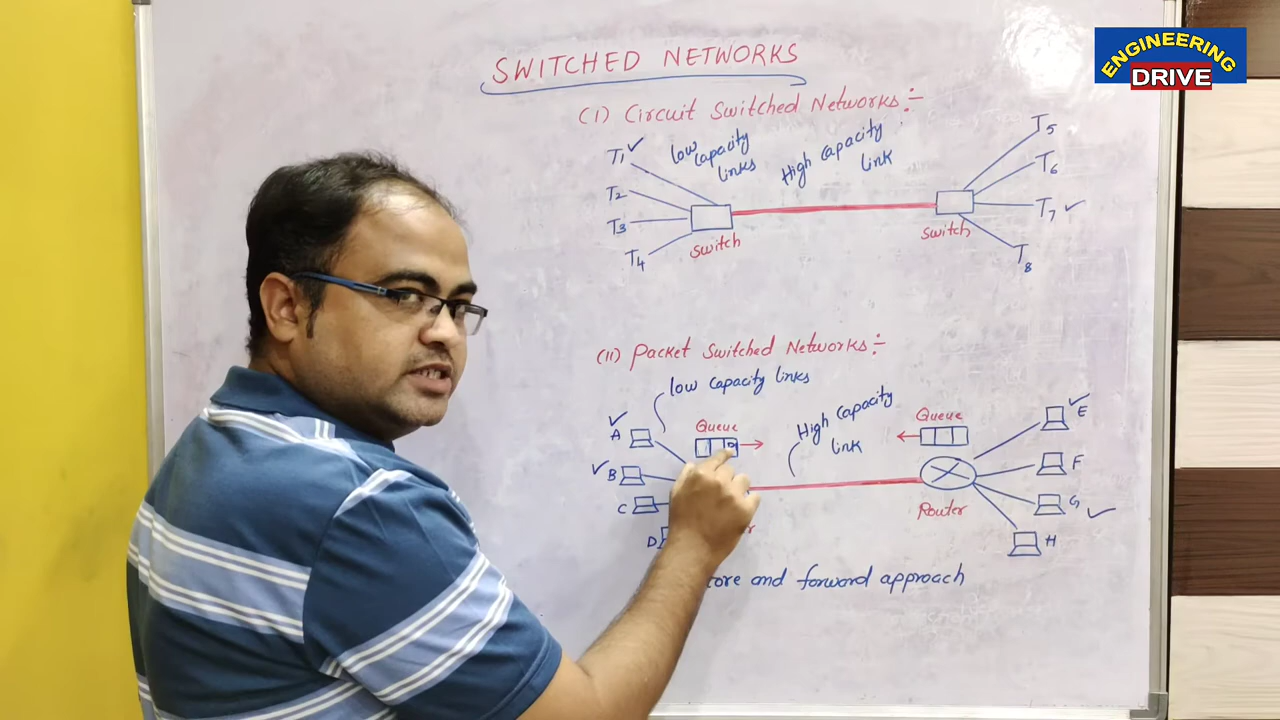 ENGINEERING
DRIVE
SWITCHED NETWORKS
(I) Circuit Switched Networks:-
T1 ✓
T2
T3
T4
Low
capacity
links
High capacity
link
Switch
Switch
T5
T6
T7 ✓
T8
(II) Packet Switched Networks:-
low capacity links
✓
A
✓ B
C
D
Queue
High capacity
link
Queue
Router
E ✓
F
G ✓
H
and forward approach